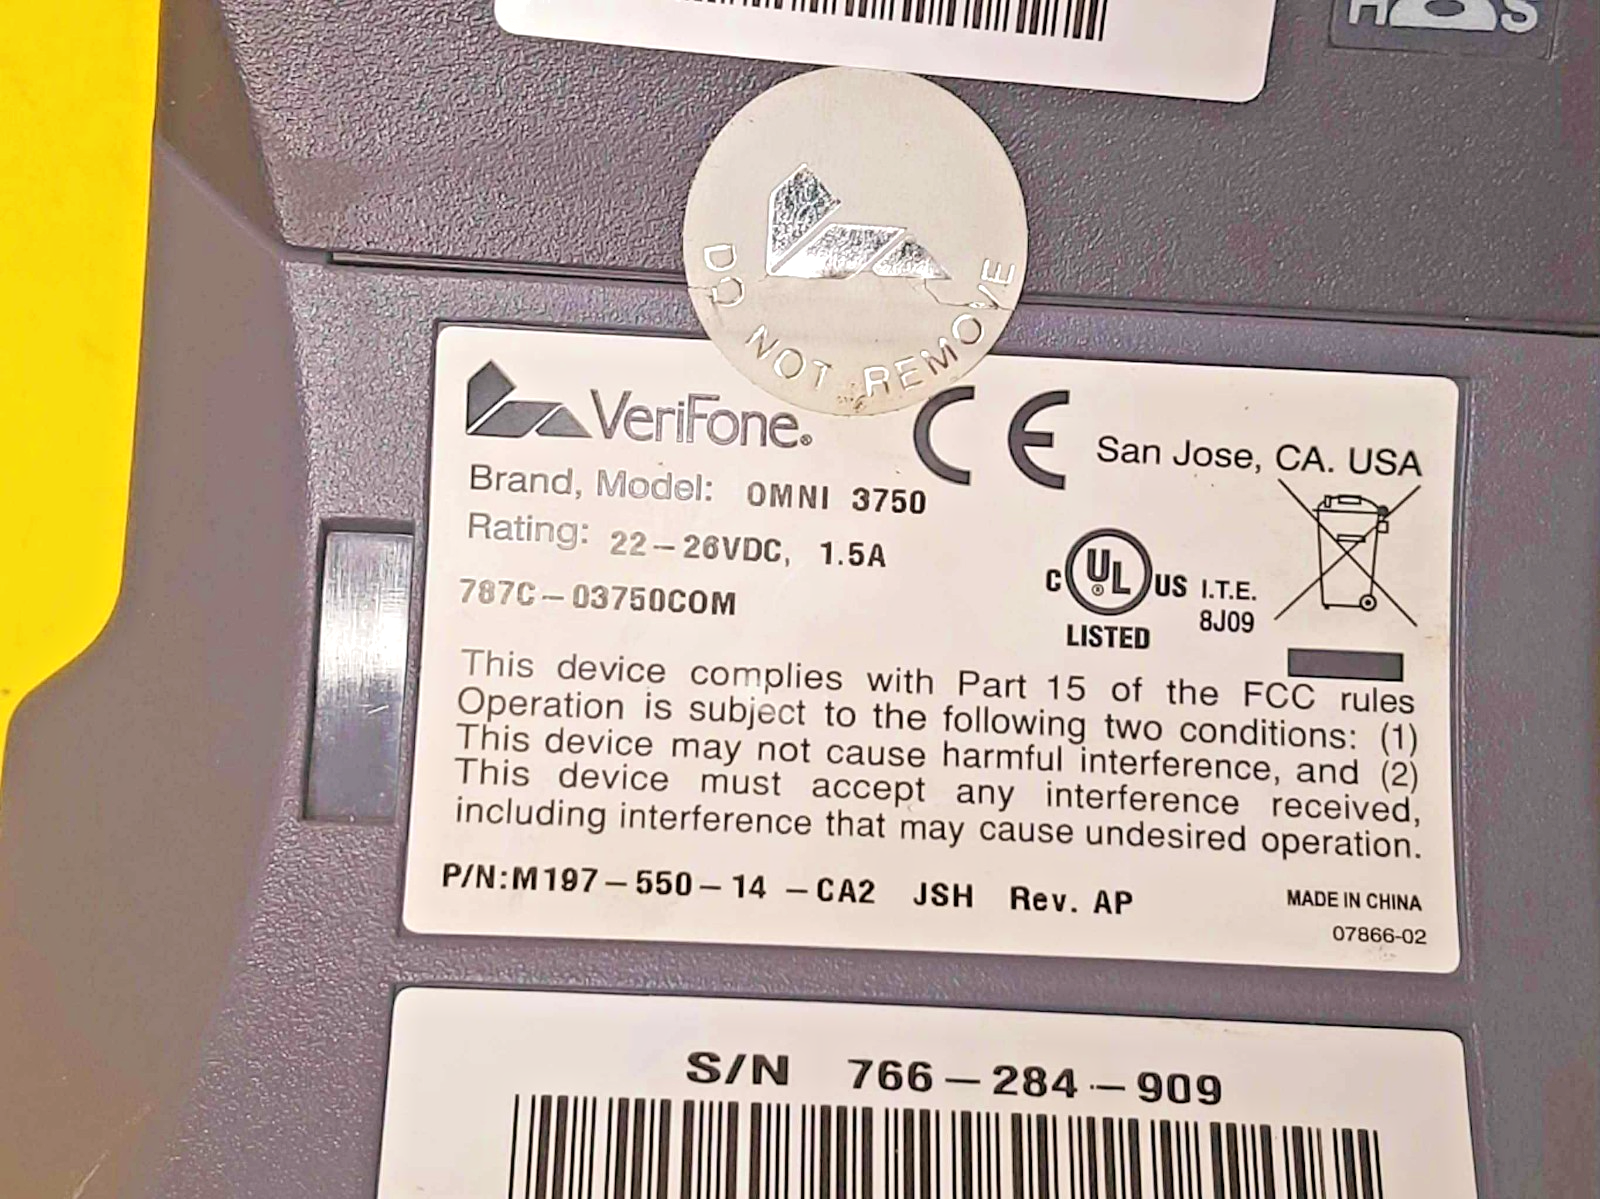 H S
DO NOT REMOVE
VeriFone®
CE
San Jose, CA. USA
Brand, Model: OMNI 3750
Rating: 22-26VDC, 1.5A
787C-03750COM
C UL® US I.T.E.
8J09
LISTED
This device complies with Part 15 of the FCC rules
Operation is subject to the following two conditions: (1)
This device may not cause harmful interference, and (2)
This device must accept any interference received,
including interference that may cause undesired operation.
P/N:M197-550-14 -CA2 JSH Rev. AP
MADE IN CHINA
07866-02
S/N 766-284-909